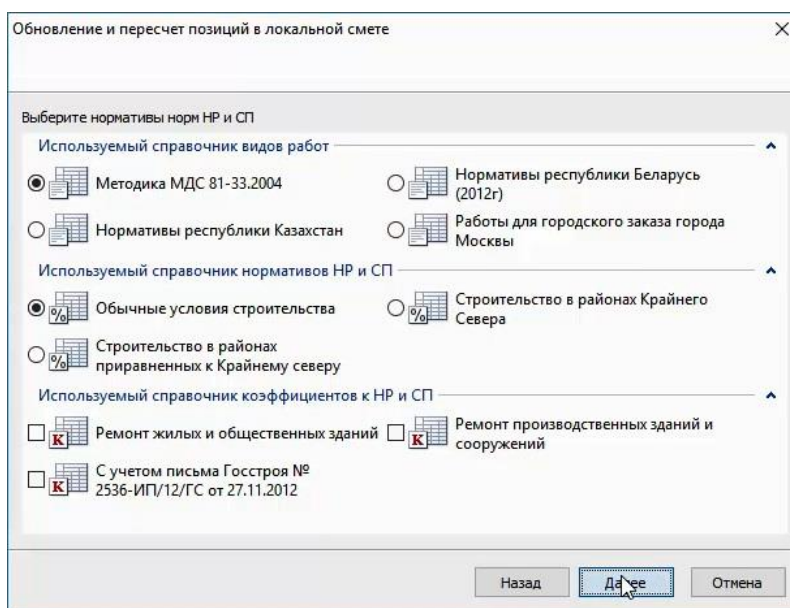 Обновление и пересчет позиций в локальной смете
Выберите нормативы норм НР и СП
Используемый справочник видов работ
Методика МДС 81-33.2004
Нормативы республики Беларусь
(2012г)
Нормативы республики Казахстан
Работы для городского заказа города
Москвы
Используемый справочник нормативов НР и СП
Обычные условия строительства
Строительство в районах Крайнего
Севера
Строительство в районах
приравненных к Крайнему северу
Используемый справочник коэффициентов к НР и СП
Ремонт жилых и общественных зданий
Ремонт производственных зданий и
сооружений
С учетом письма Госстроя №
2536-ИП/12/ГС от 27.11.2012
Назад
Далее
Отмена